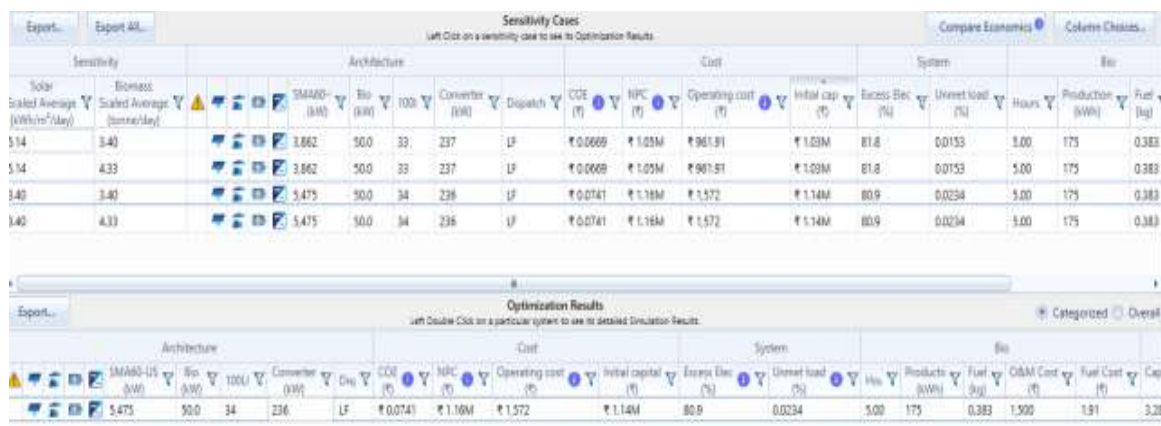 Export... Export All... Sensitivity Cases Compare Economics Column Choices...
Left Click on a sensitivity case to see its Optimization Results.
Sensitivity Architecture Cost System Bio
Solar Scaled Average (kWh/m²/day) Biomass Scaled Average (tonne/day) SMA60- (kW) Bio (kW) 100l Converter (kW) Dispatch COE (₹) NPC (₹) Operating cost (₹) Initial cap (₹) Excess Elec (%) Unmet load (%) Hours Production (kWh) Fuel (kg)
5.14 3.40 3,862 50.0 33 237 LF ₹ 0.0669 ₹ 1.05M ₹ 961.91 ₹ 1.03M 81.8 0.0153 5.00 175 0.383
5.14 4.33 3,862 50.0 33 237 LF ₹ 0.0669 ₹ 1.05M ₹ 961.91 ₹ 1.03M 81.8 0.0153 5.00 175 0.383
3.40 3.40 5,475 50.0 34 236 LF ₹ 0.0741 ₹ 1.16M ₹ 1,572 ₹ 1.14M 80.9 0.0234 5.00 175 0.383
3.40 4.33 5,475 50.0 34 236 LF ₹ 0.0741 ₹ 1.16M ₹ 1,572 ₹ 1.14M 80.9 0.0234 5.00 175 0.383
Export... Optimization Results Categorized Overall
Left Double Click on a particular system to see its detailed Simulation Results.
Architecture Cost System Bio
SMA60-US (kW) Bio (kW) 100LI Converter (kW) Disp COE (₹) NPC (₹) Operating cost (₹) Initial capital (₹) Excess Elec (%) Unmet load (%) Hou Producti (kWh) Fuel (kg) O&M Cost (₹) Fuel Cost (₹) Cap
5,475 50.0 34 236 LF ₹ 0.0741 ₹ 1.16M ₹ 1,572 ₹ 1.14M 80.9 0.0234 5.00 175 0.383 1,500 1.91 3.28